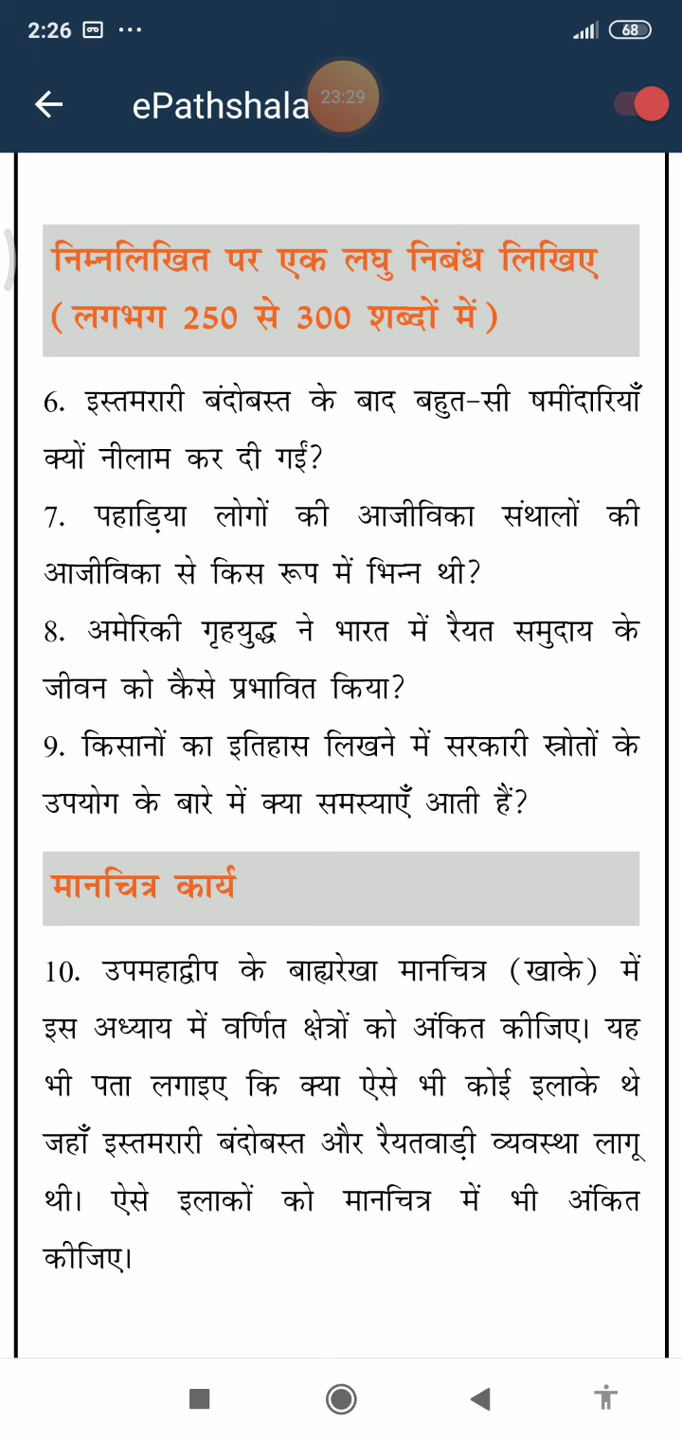 2:26
68
ePathshala
23:29
निम्नलिखित पर एक लघु निबंध लिखिए
(लगभग 250 से 300 शब्दों में)
6. इस्तमरारी बंदोबस्त के बाद बहुत-सी षमींदारियाँ
क्यों नीलाम कर दी गईं?
7. पहाड़िया लोगों की आजीविका संथालों की
आजीविका से किस रूप में भिन्न थी?
8. अमेरिकी गृहयुद्ध ने भारत में रैयत समुदाय के
जीवन को कैसे प्रभावित किया?
9. किसानों का इतिहास लिखने में सरकारी स्त्रोतों के
उपयोग के बारे में क्या समस्याएँ आती हैं?
मानचित्र कार्य
10. उपमहाद्वीप के बाह्यरेखा मानचित्र (खाके) में
इस अध्याय में वर्णित क्षेत्रों को अंकित कीजिए। यह
भी पता लगाइए कि क्या ऐसे भी कोई इलाके थे
जहाँ इस्तमरारी बंदोबस्त और रैयतवाड़ी व्यवस्था लागू
थी। ऐसे इलाकों को मानचित्र में भी अंकित
कीजिए।